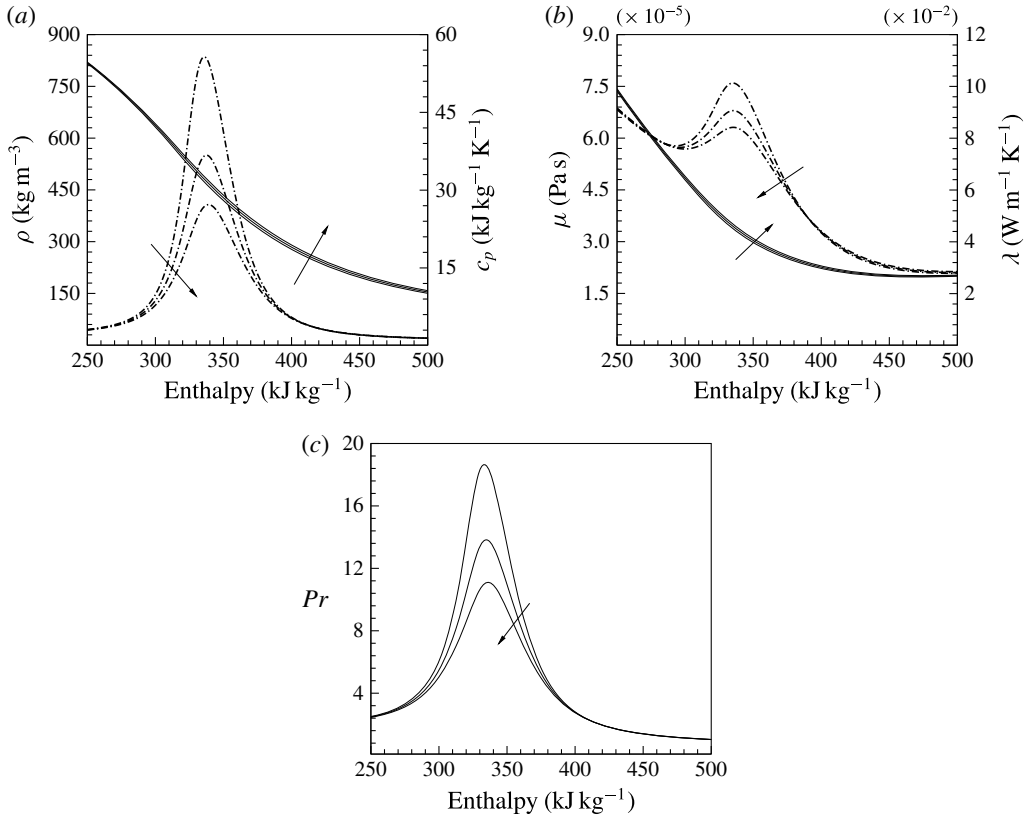 (a)
900
750
600
450
300
150
ρ (kg m⁻³)
60
45
30
15
c_p (kJ kg⁻¹ K⁻¹)
250 300 350 400 450 500
Enthalpy (kJ kg⁻¹)
(b) (× 10⁻⁵) (× 10⁻²)
9.0
7.5
6.0
4.5
3.0
1.5
μ (Pa s)
12
10
8
6
4
2
λ (W m⁻¹ K⁻¹)
250 300 350 400 450 500
Enthalpy (kJ kg⁻¹)
(c)
20
16
12
8
4
Pr
250 300 350 400 450 500
Enthalpy (kJ kg⁻¹)